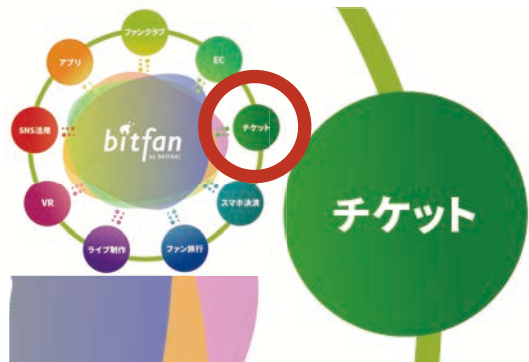 ファンクラブ
アプリ
EC
SNS活用
bitfan
チケット
VR
スマホ決済
ライブ制作
ファン旅行
チケット